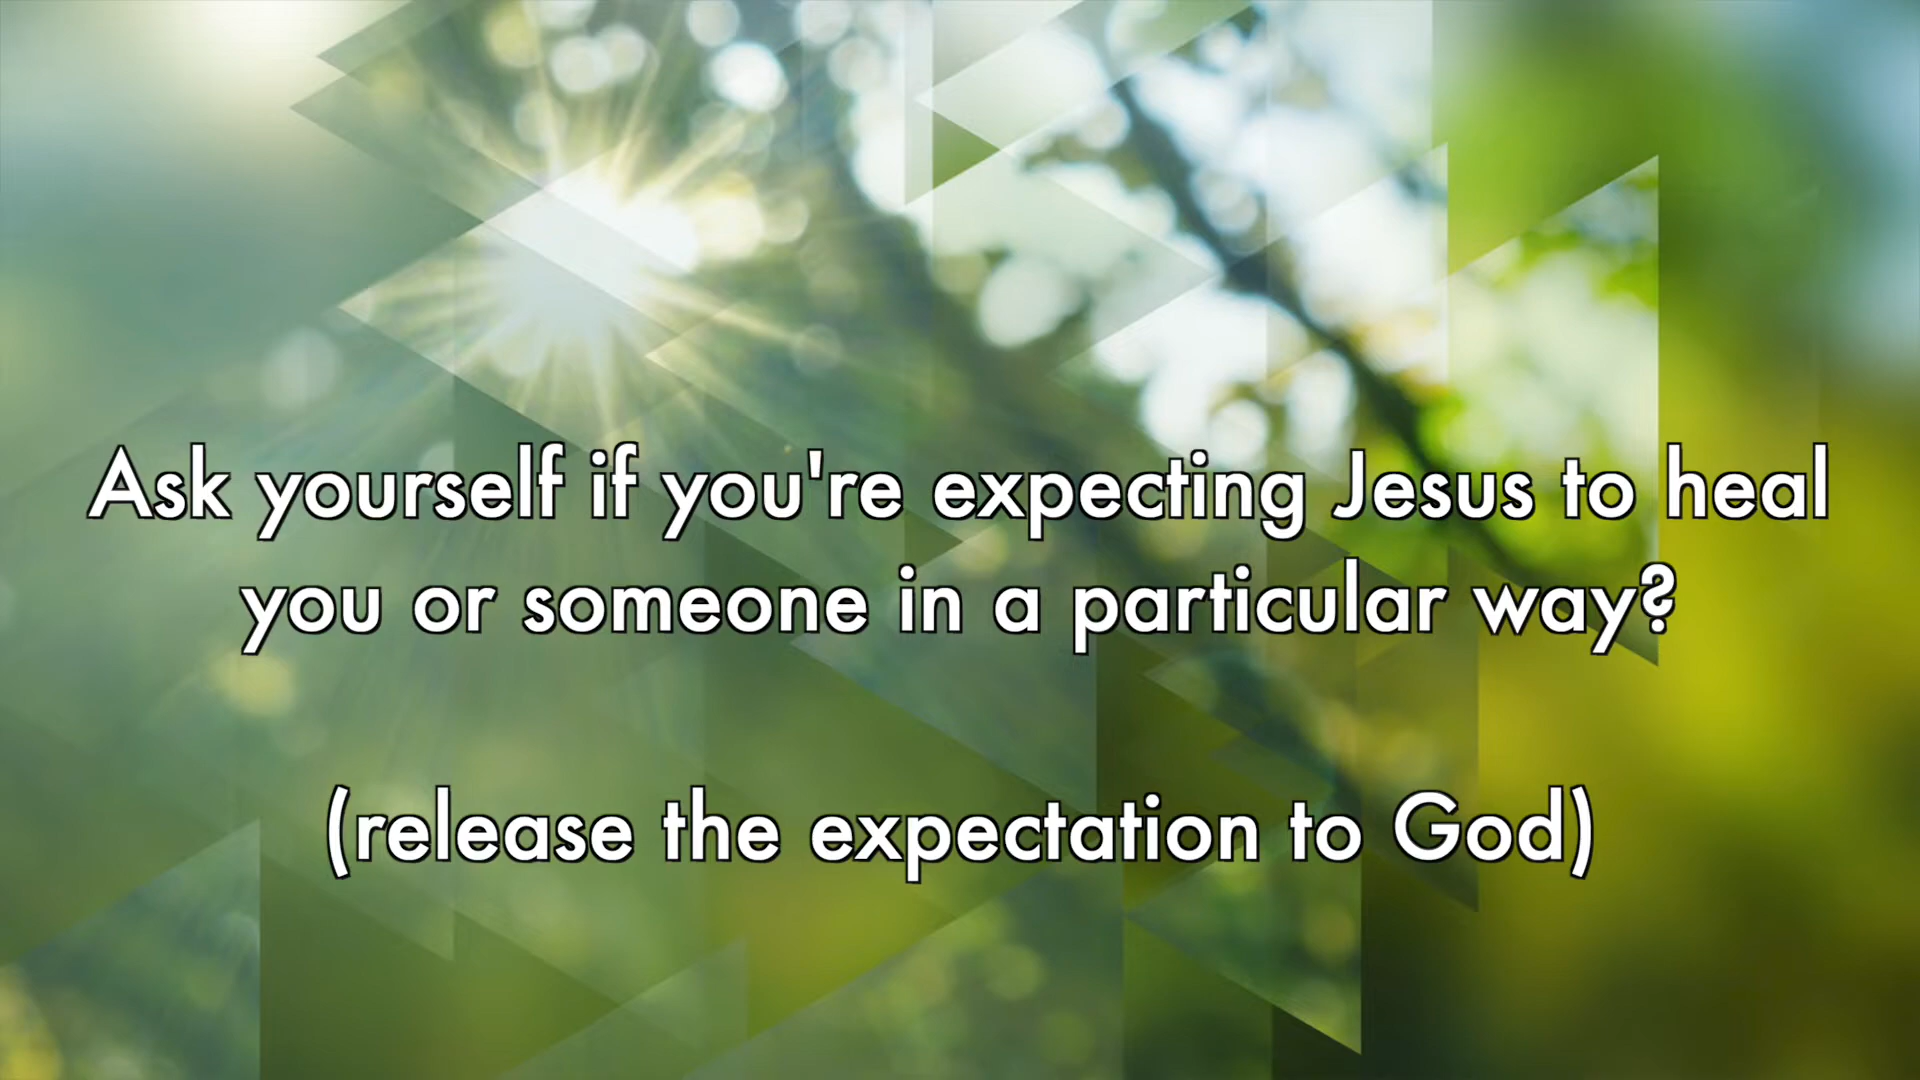 Ask yourself if you're expecting Jesus to heal
you or someone in a particular way?
(release the expectation to God)